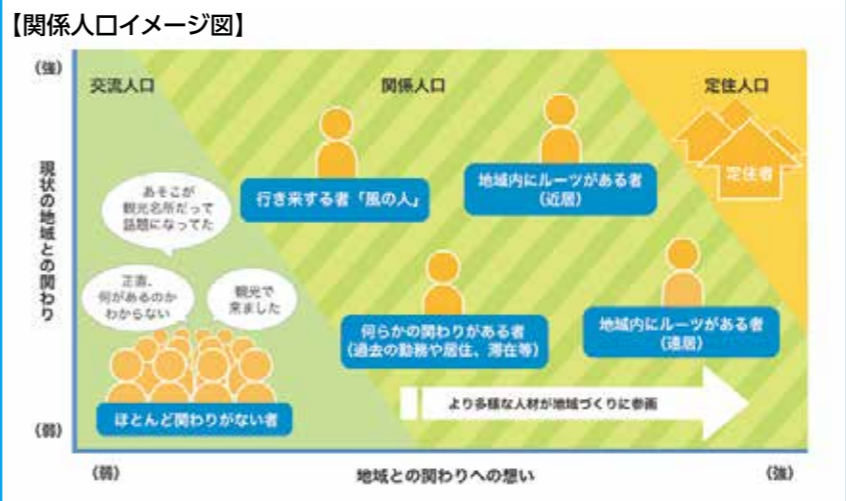 【関係人口イメージ図】
（強）
交流人口
関係人口
定住人口
定住者
現状の地域との関わり
行き来する者「風の人」
地域内にルーツがある者
（近居）
あそこが
観光名所だって
話題になってた
正直、
何があるのか
わからない
観光で
来ました
何らかの関わりがある者
（過去の勤務や居住、滞在等）
地域内にルーツがある者
（遠居）
より多様な人材が地域づくりに参画
ほとんど関わりがない者
（弱）
（弱）
地域との関わりへの想い
（強）